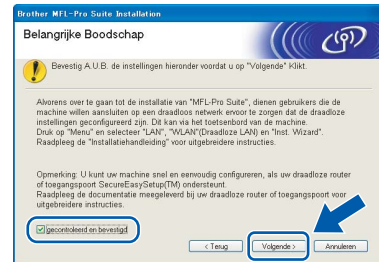 Brother MFL-Pro Suite Installation
Belangrijke Boodschap
Bevestig A.U.B. de instellingen hieronder voordat u op "Volgende" Klikt.
Alvorens over te gaan tot de installatie van "MFL-Pro Suite", dienen gebruikers die de
machine willen aansluiten op een draadloos netwerk ervoor te zorgen dat de draadloze
instellingen geconfigureerd zijn. Dit kan via het toetsenbord van de machine.
Druk op "Menu" en selecteer "LAN", "WLAN"(Draadloze LAN) en "Inst. Wizard".
Raadpleeg de "Installatiehandleiding" voor uitgebreidere instructies.
Opmerking: U kunt uw machine snel en eenvoudig configureren, als uw draadloze router
of toegangspoort SecureEasySetup(TM) ondersteunt.
Raadpleeg de documentatie meegeleverd bij uw draadloze router of toegangspoort voor
uitgebreidere instructies.
gecontroleerd en bevestigd
< Terug Volgende > Annuleren